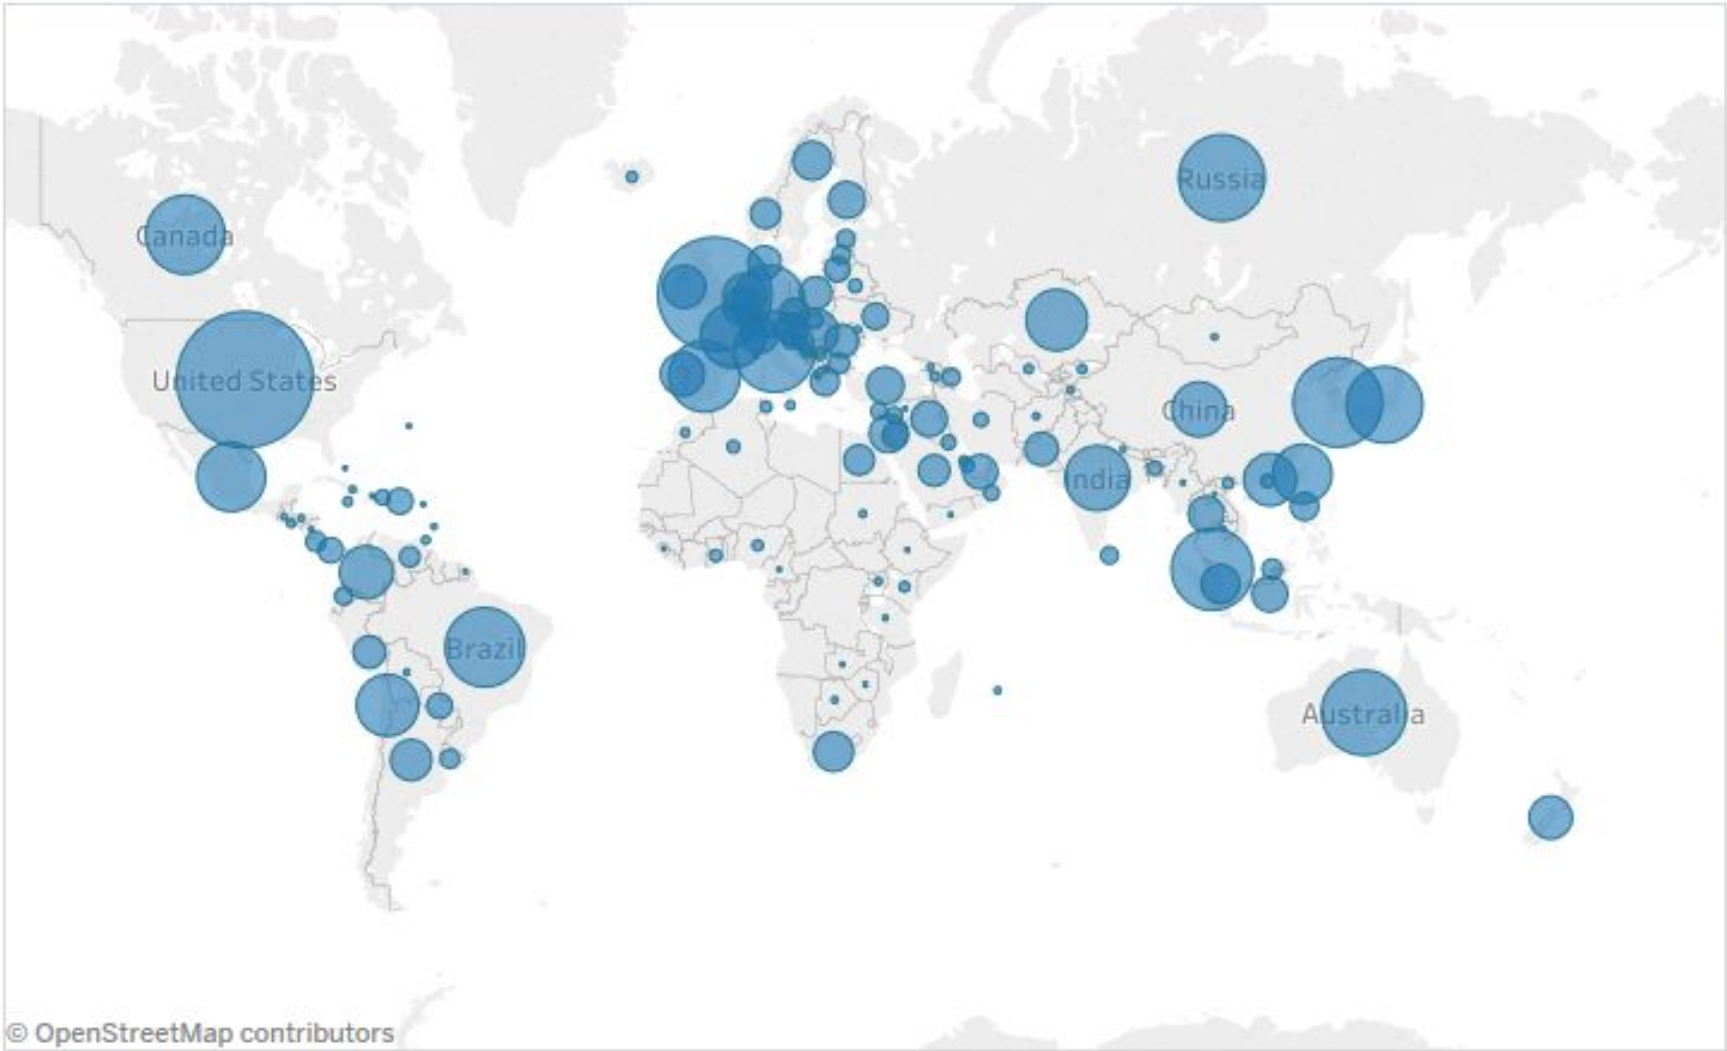 Russia
Canada
United States
China
India
Brazil
Australia
© OpenStreetMap contributors